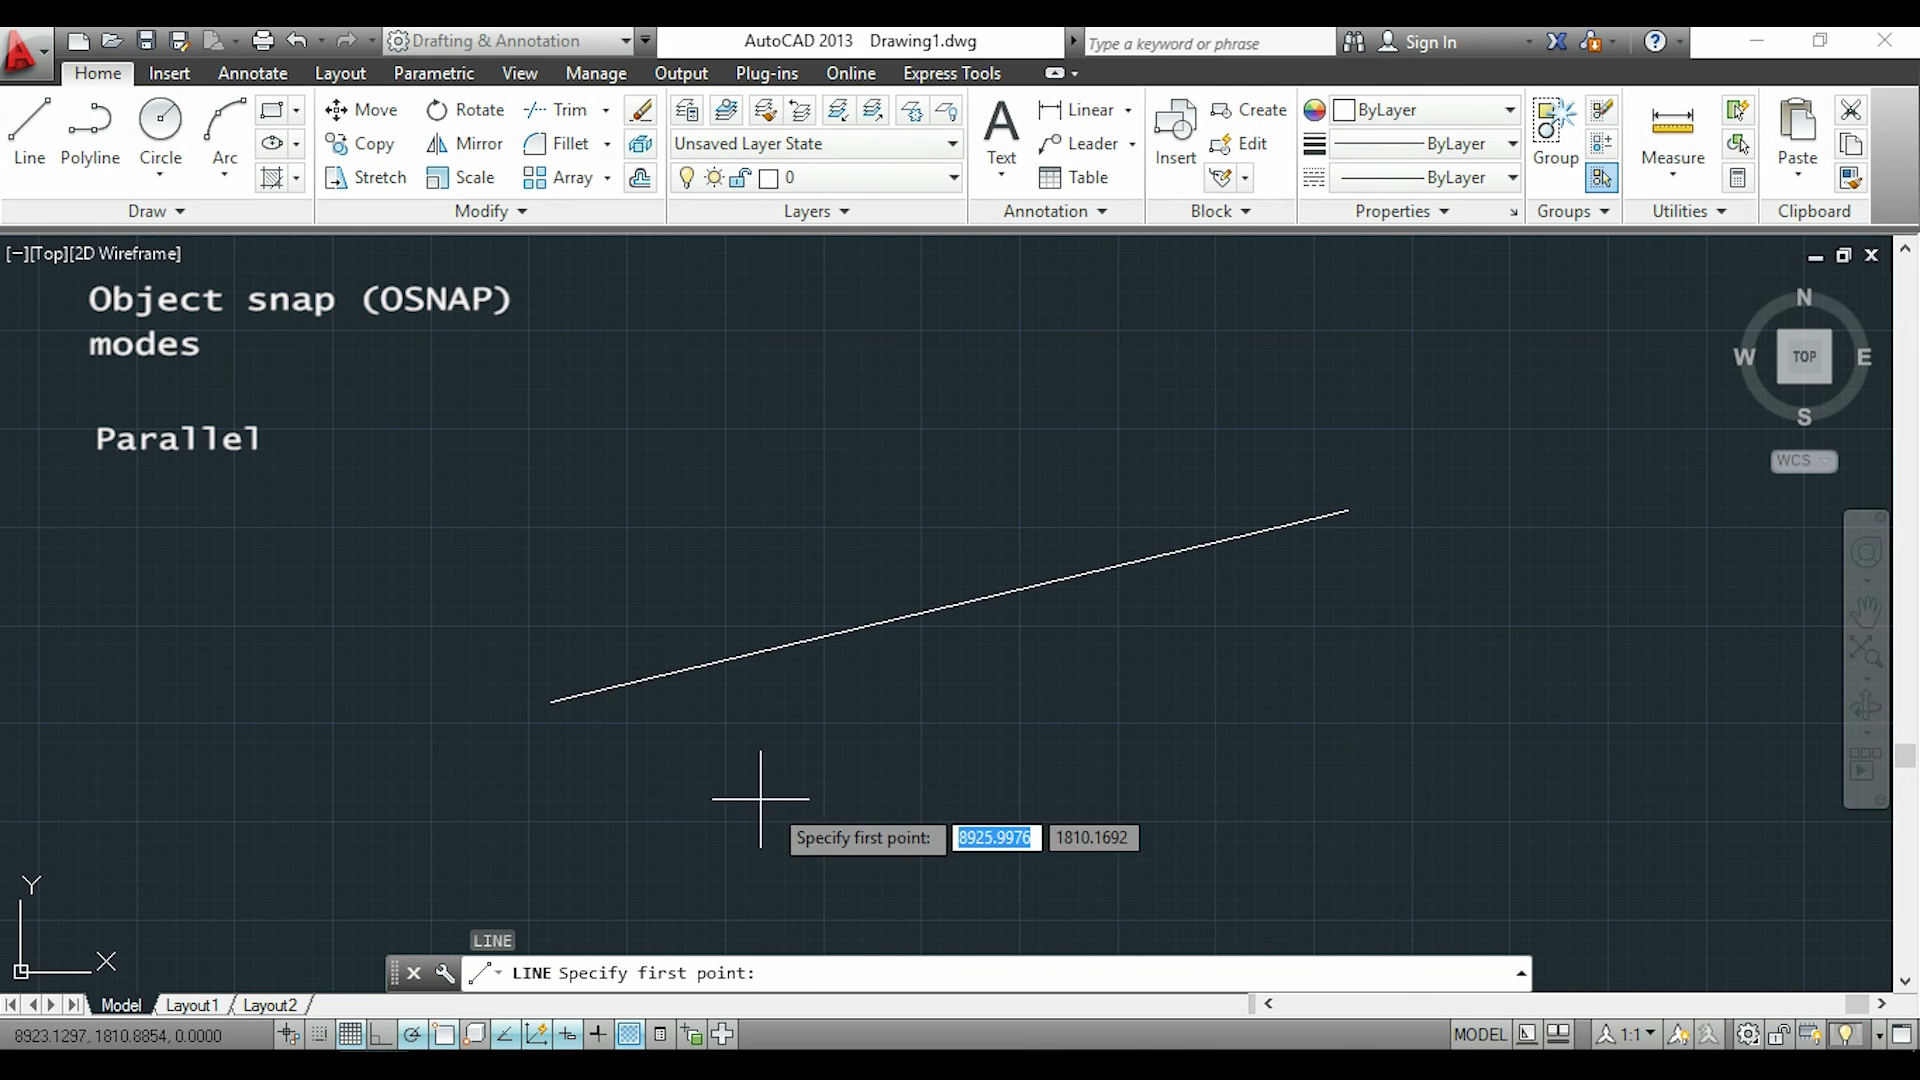 Drafting & Annotation
AutoCAD 2013 Drawing1.dwg
Type a keyword or phrase
Sign In
Home Insert Annotate Layout Parametric View Manage Output Plug-ins Online Express Tools
Line Polyline Circle Arc
Move Rotate Trim
Copy Mirror Fillet
Stretch Scale Array
Unsaved Layer State
0
Text
Linear
Leader
Table
Insert
Create
Edit
ByLayer
ByLayer
ByLayer
Group
Measure
Paste
Draw Modify Layers Annotation Block Properties Groups Utilities Clipboard
[−][Top][2D Wireframe]
Object snap (OSNAP)
modes
Parallel
N
W TOP E
S
WCS
Specify first point: 8925.9976 1810.1692
Y
X
LINE
LINE Specify first point:
Model Layout1 Layout2
8923.1297, 1810.8854, 0.0000
MODEL
1:1